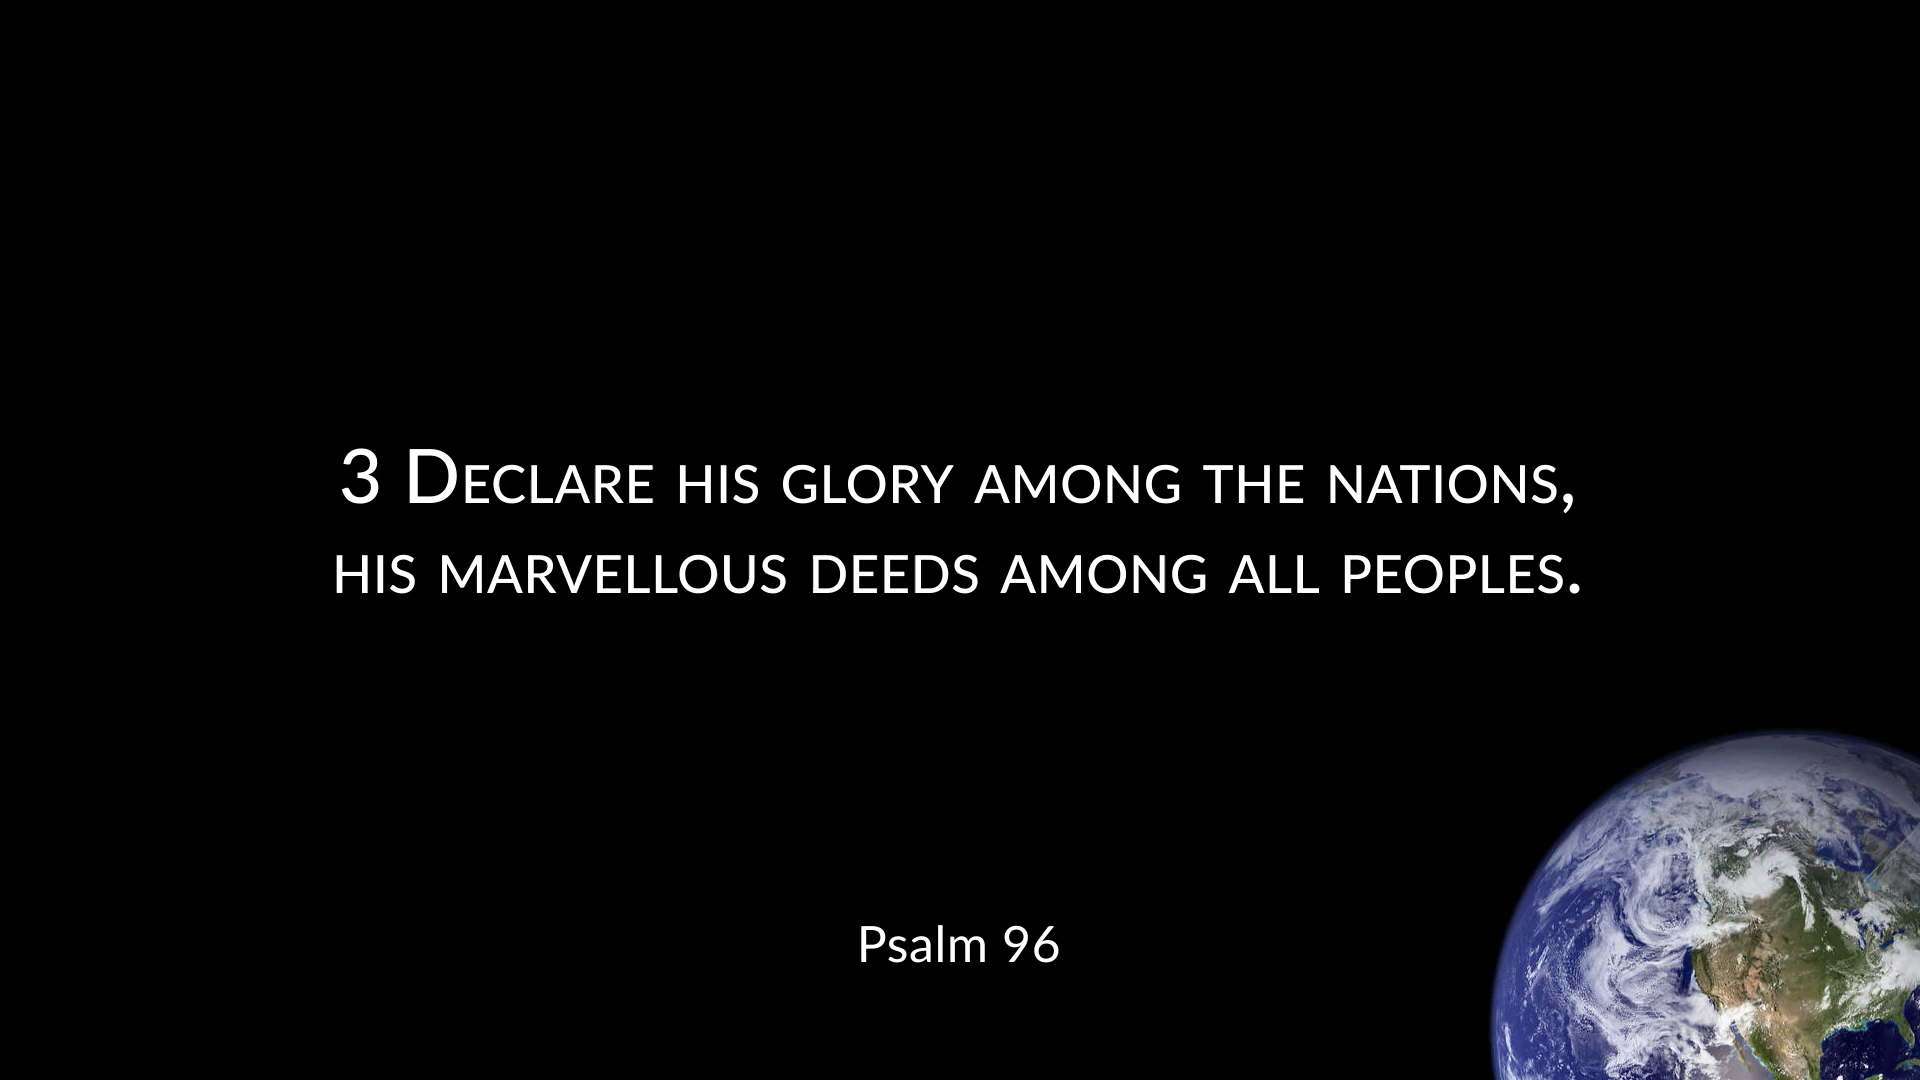 3 Declare his glory among the nations,
his marvellous deeds among all peoples.
Psalm 96